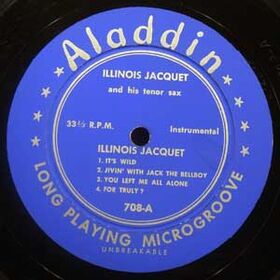 Aladdin
ILLINOIS JACQUET
and his tenor sax
33⅓ R.P.M. Instrumental
ILLINOIS JACQUET
1. IT'S WILD
2. JIVIN' WITH JACK THE BELLBOY
3. YOU LEFT ME ALL ALONE
4. FOR TRULY?
708-A
LONG PLAYING MICROGROOVE
UNBREAKABLE